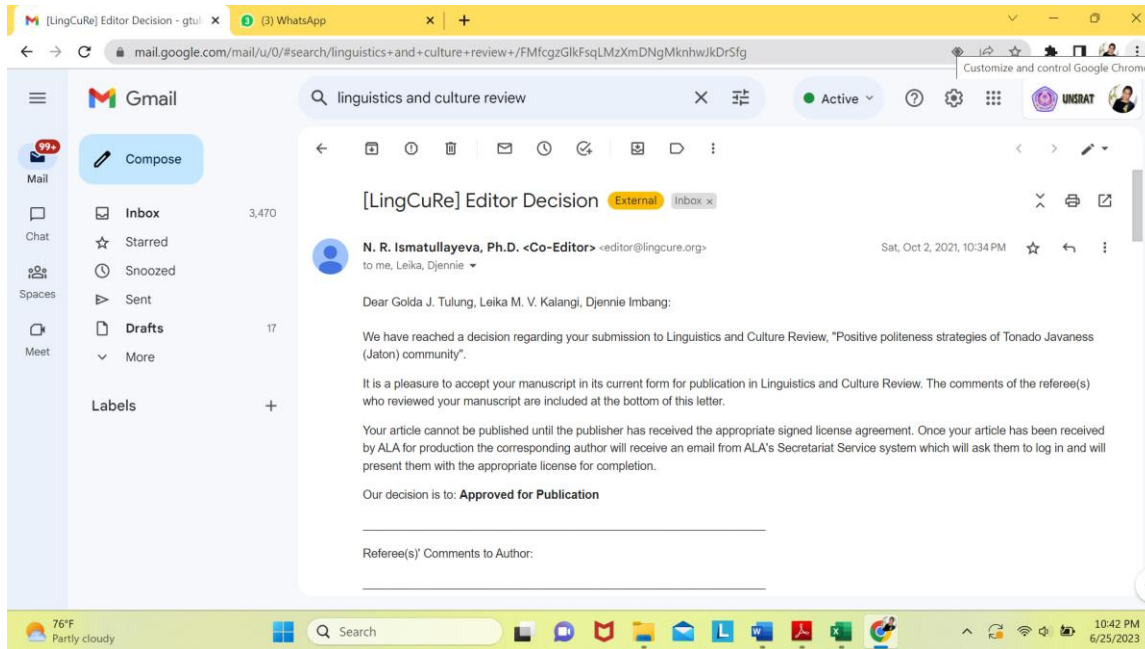 [LingCuRe] Editor Decision - gtul
(3) WhatsApp
mail.google.com/mail/u/0/#search/linguistics+and+culture+review+/FMfcgzGlkFsqLMzXmDNgMknhwJkDrSfg
Customize and control Google Chrome
Gmail
linguistics and culture review
Active
UNSRAT
99+
Mail
Compose
Chat
Spaces
Meet
Inbox 3,470
Starred
Snoozed
Sent
Drafts 17
More
Labels
[LingCuRe] Editor Decision External Inbox x
N. R. Ismatullayeva, Ph.D. <Co-Editor> <editor@lingcure.org> Sat, Oct 2, 2021, 10:34 PM
to me, Leika, Djennie
Dear Golda J. Tulung, Leika M. V. Kalangi, Djennie Imbang:
We have reached a decision regarding your submission to Linguistics and Culture Review, "Positive politeness strategies of Tonado Javaness
(Jaton) community".
It is a pleasure to accept your manuscript in its current form for publication in Linguistics and Culture Review. The comments of the referee(s)
who reviewed your manuscript are included at the bottom of this letter.
Your article cannot be published until the publisher has received the appropriate signed license agreement. Once your article has been received
by ALA for production the corresponding author will receive an email from ALA's Secretariat Service system which will ask them to log in and will
present them with the appropriate license for completion.
Our decision is to: Approved for Publication
Referee(s)' Comments to Author:
76°F
Partly cloudy
Search
10:42 PM
6/25/2023